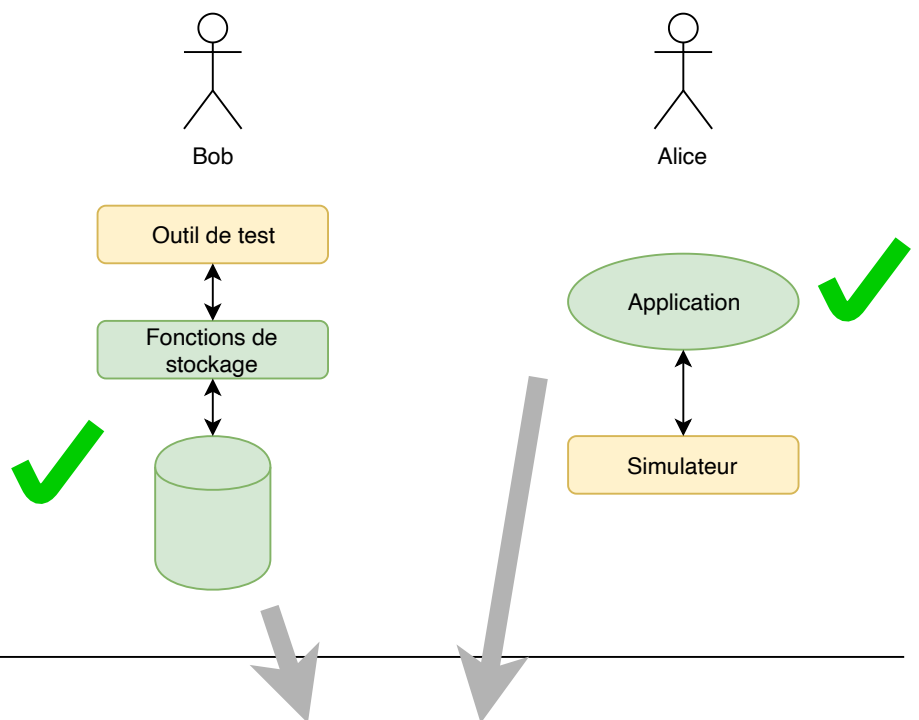 Bob
Alice
Outil de test
Application
Fonctions de
stockage
Simulateur